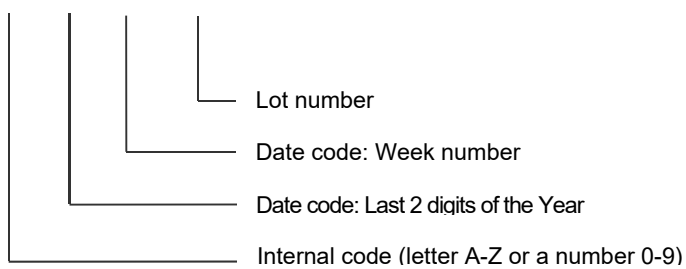 Lot number
Date code: Week number
Date code: Last 2 digits of the Year
Internal code (letter A-Z or a number 0-9)